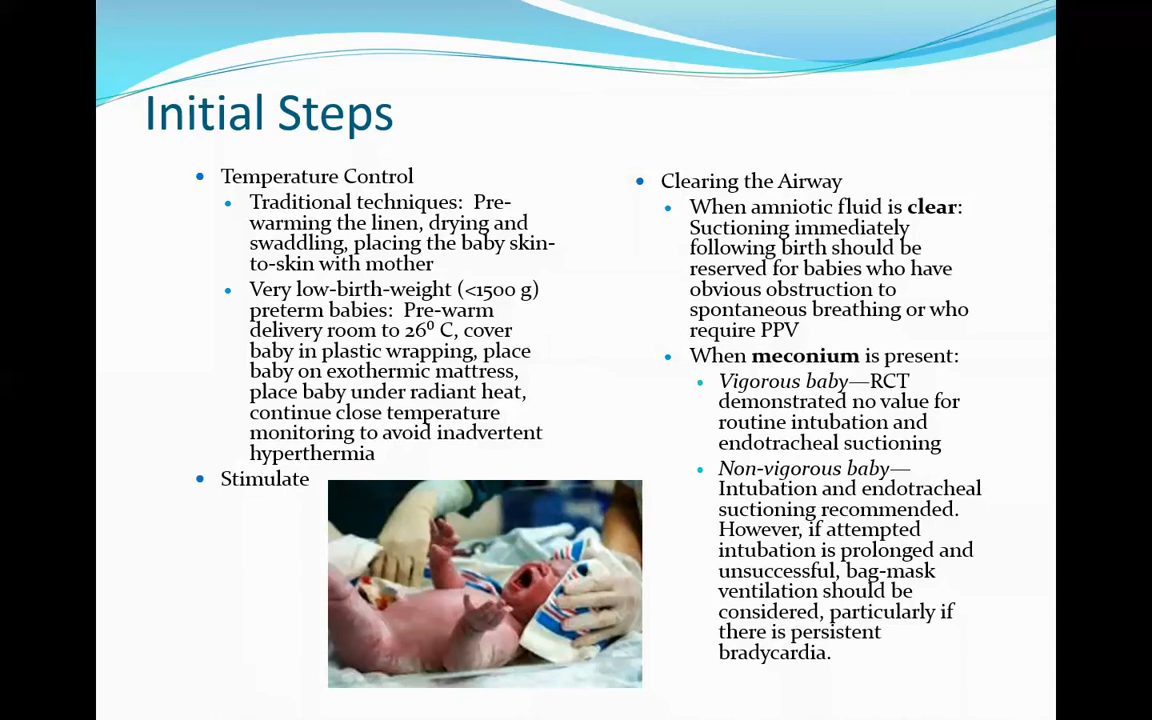 Initial Steps
Temperature Control
Traditional techniques: Pre-
warming the linen, drying and
swaddling, placing the baby skin-
to-skin with mother
Very low-birth-weight (<1500 g)
preterm babies: Pre-warm
delivery room to 26⁰ C, cover
baby in plastic wrapping, place
baby on exothermic mattress,
place baby under radiant heat,
continue close temperature
monitoring to avoid inadvertent
hyperthermia
Stimulate
Clearing the Airway
When amniotic fluid is clear:
Suctioning immediately
following birth should be
reserved for babies who have
obvious obstruction to
spontaneous breathing or who
require PPV
When meconium is present:
Vigorous baby—RCT
demonstrated no value for
routine intubation and
endotracheal suctioning
Non-vigorous baby—
Intubation and endotracheal
suctioning recommended.
However, if attempted
intubation is prolonged and
unsuccessful, bag-mask
ventilation should be
considered, particularly if
there is persistent
bradycardia.